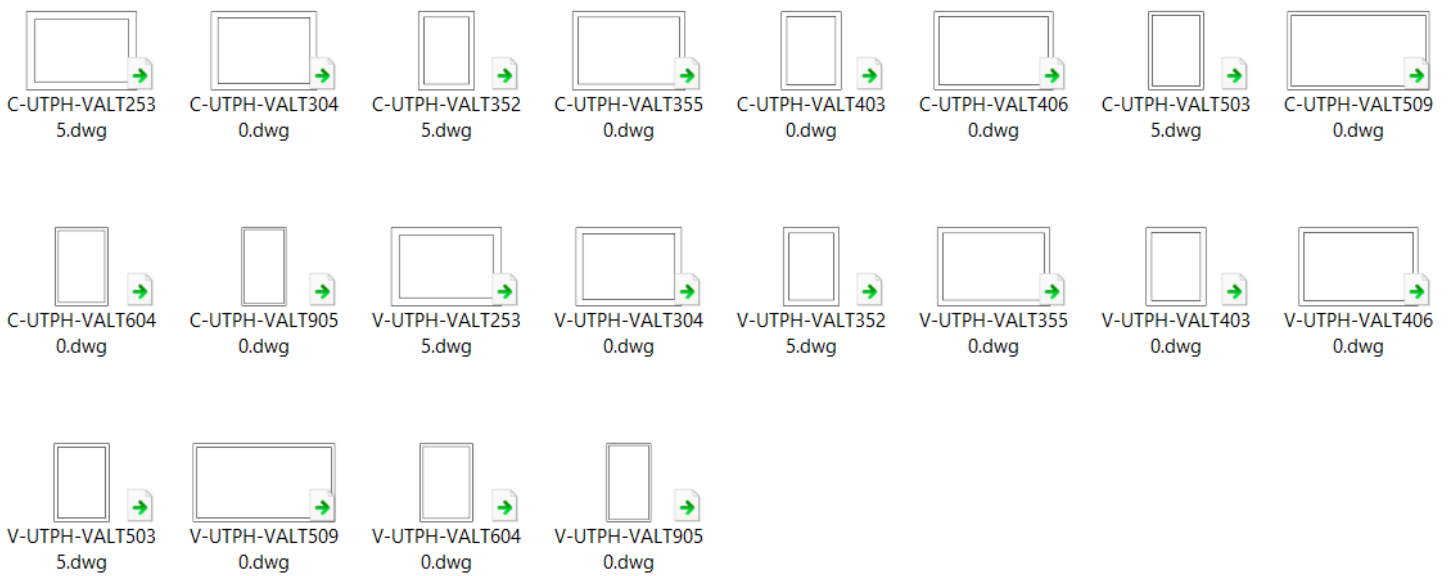 C-UTPH-VALT253 C-UTPH-VALT304 C-UTPH-VALT352 C-UTPH-VALT355 C-UTPH-VALT403 C-UTPH-VALT406 C-UTPH-VALT503 C-UTPH-VALT509
5.dwg 0.dwg 5.dwg 0.dwg 0.dwg 0.dwg 5.dwg 0.dwg
C-UTPH-VALT604 C-UTPH-VALT905 V-UTPH-VALT253 V-UTPH-VALT304 V-UTPH-VALT352 V-UTPH-VALT355 V-UTPH-VALT403 V-UTPH-VALT406
0.dwg 0.dwg 5.dwg 0.dwg 5.dwg 0.dwg 0.dwg 0.dwg
V-UTPH-VALT503 V-UTPH-VALT509 V-UTPH-VALT604 V-UTPH-VALT905
5.dwg 0.dwg 0.dwg 0.dwg